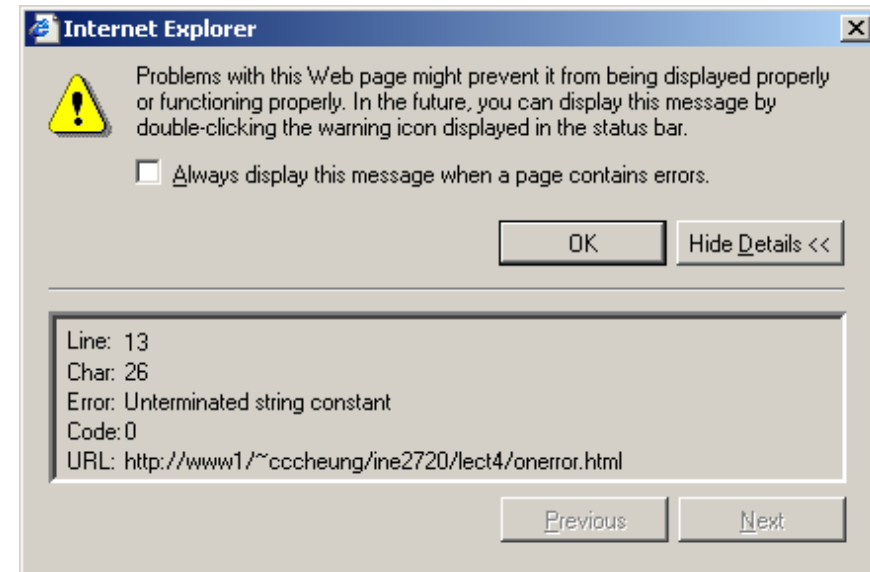 Internet Explorer
Problems with this Web page might prevent it from being displayed properly
or functioning properly. In the future, you can display this message by
double-clicking the warning icon displayed in the status bar.
Always display this message when a page contains errors.
OK
Hide Details <<
Line: 13
Char: 26
Error: Unterminated string constant
Code: 0
URL: http://www1/~cccheung/ine2720/lect4/onerror.html
Previous
Next